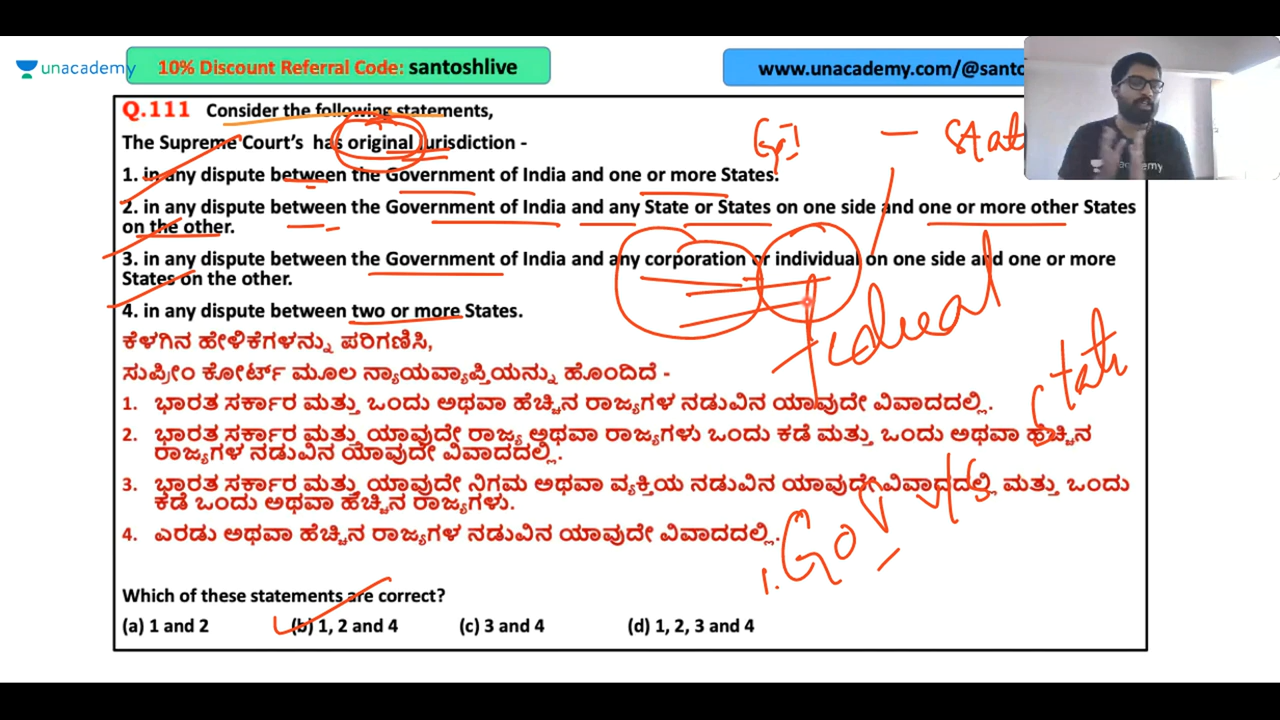 unacademy
10% Discount Referral Code: santoshlive
www.unacademy.com/@santo
Q.111 Consider the following statements,
The Supreme Court's has original jurisdiction -
1. in any dispute between the Government of India and one or more States.
2. in any dispute between the Government of India and any State or States on one side and one or more other States
on the other.
3. in any dispute between the Government of India and any corporation or individual on one side and one or more
States on the other.
4. in any dispute between two or more States.
ಕೆಳಗಿನ ಹೇಳಿಕೆಗಳನ್ನು ಪರಿಗಣಿಸಿ,
ಸುಪ್ರೀಂ ಕೋರ್ಟ್ ಮೂಲ ನ್ಯಾಯವ್ಯಾಪ್ತಿಯನ್ನು ಹೊಂದಿದೆ -
1. ಭಾರತ ಸರ್ಕಾರ ಮತ್ತು ಒಂದು ಅಥವಾ ಹೆಚ್ಚಿನ ರಾಜ್ಯಗಳ ನಡುವಿನ ಯಾವುದೇ ವಿವಾದದಲ್ಲಿ.
2. ಭಾರತ ಸರ್ಕಾರ ಮತ್ತು ಯಾವುದೇ ರಾಜ್ಯ ಅಥವಾ ರಾಜ್ಯಗಳು ಒಂದು ಕಡೆ ಮತ್ತು ಒಂದು ಅಥವಾ ಹೆಚ್ಚಿನ
ರಾಜ್ಯಗಳ ನಡುವಿನ ಯಾವುದೇ ವಿವಾದದಲ್ಲಿ.
3. ಭಾರತ ಸರ್ಕಾರ ಮತ್ತು ಯಾವುದೇ ನಿಗಮ ಅಥವಾ ವ್ಯಕ್ತಿಯ ನಡುವಿನ ಯಾವುದೇ ವಿವಾದದಲ್ಲಿ ಮತ್ತು ಒಂದು
ಕಡೆ ಒಂದು ಅಥವಾ ಹೆಚ್ಚಿನ ರಾಜ್ಯಗಳು.
4. ಎರಡು ಅಥವಾ ಹೆಚ್ಚಿನ ರಾಜ್ಯಗಳ ನಡುವಿನ ಯಾವುದೇ ವಿವಾದದಲ್ಲಿ.
Which of these statements are correct?
(a) 1 and 2 (b) 1, 2 and 4 (c) 3 and 4 (d) 1, 2, 3 and 4